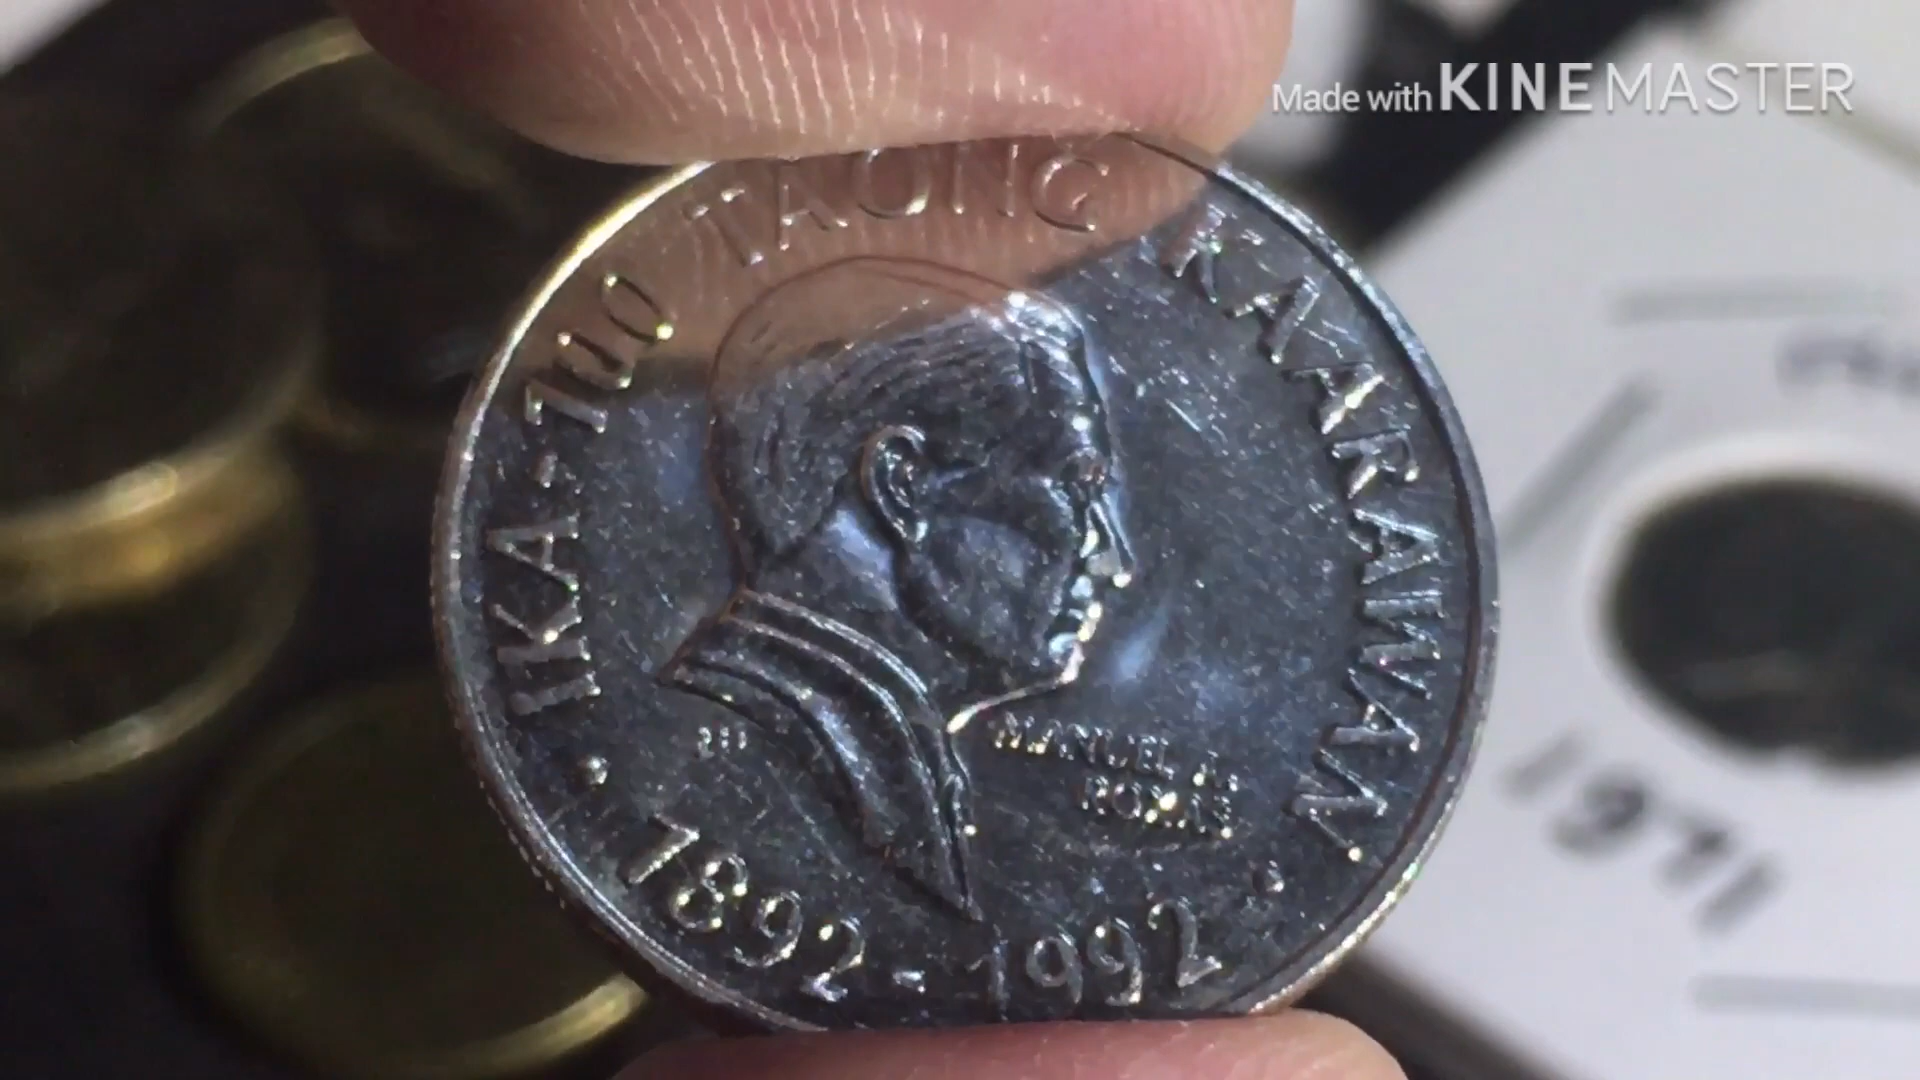 Made with KINEMASTER
IKA-100 TAONG KAARAWAN
MANUEL A.
ROXAS
1892-1992
1971